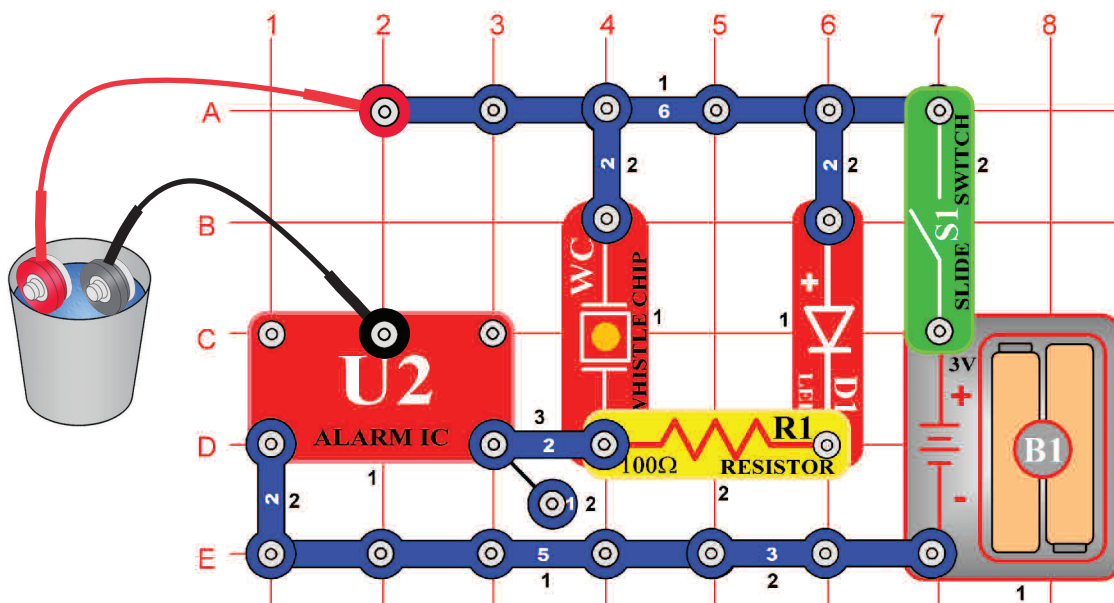 1 2 3 4 5 6 7 8
A
1
6
2 2
2 2
SLIDE SWITCH
2
S1
B
WC
WHISTLE CHIP
1
+
1
D1
LED
C
U2
ALARM IC
1
3V
+
-
B1
D
3
2
R1
100Ω
RESISTOR
2
1 2
2 2
E
5
1
3
2
1